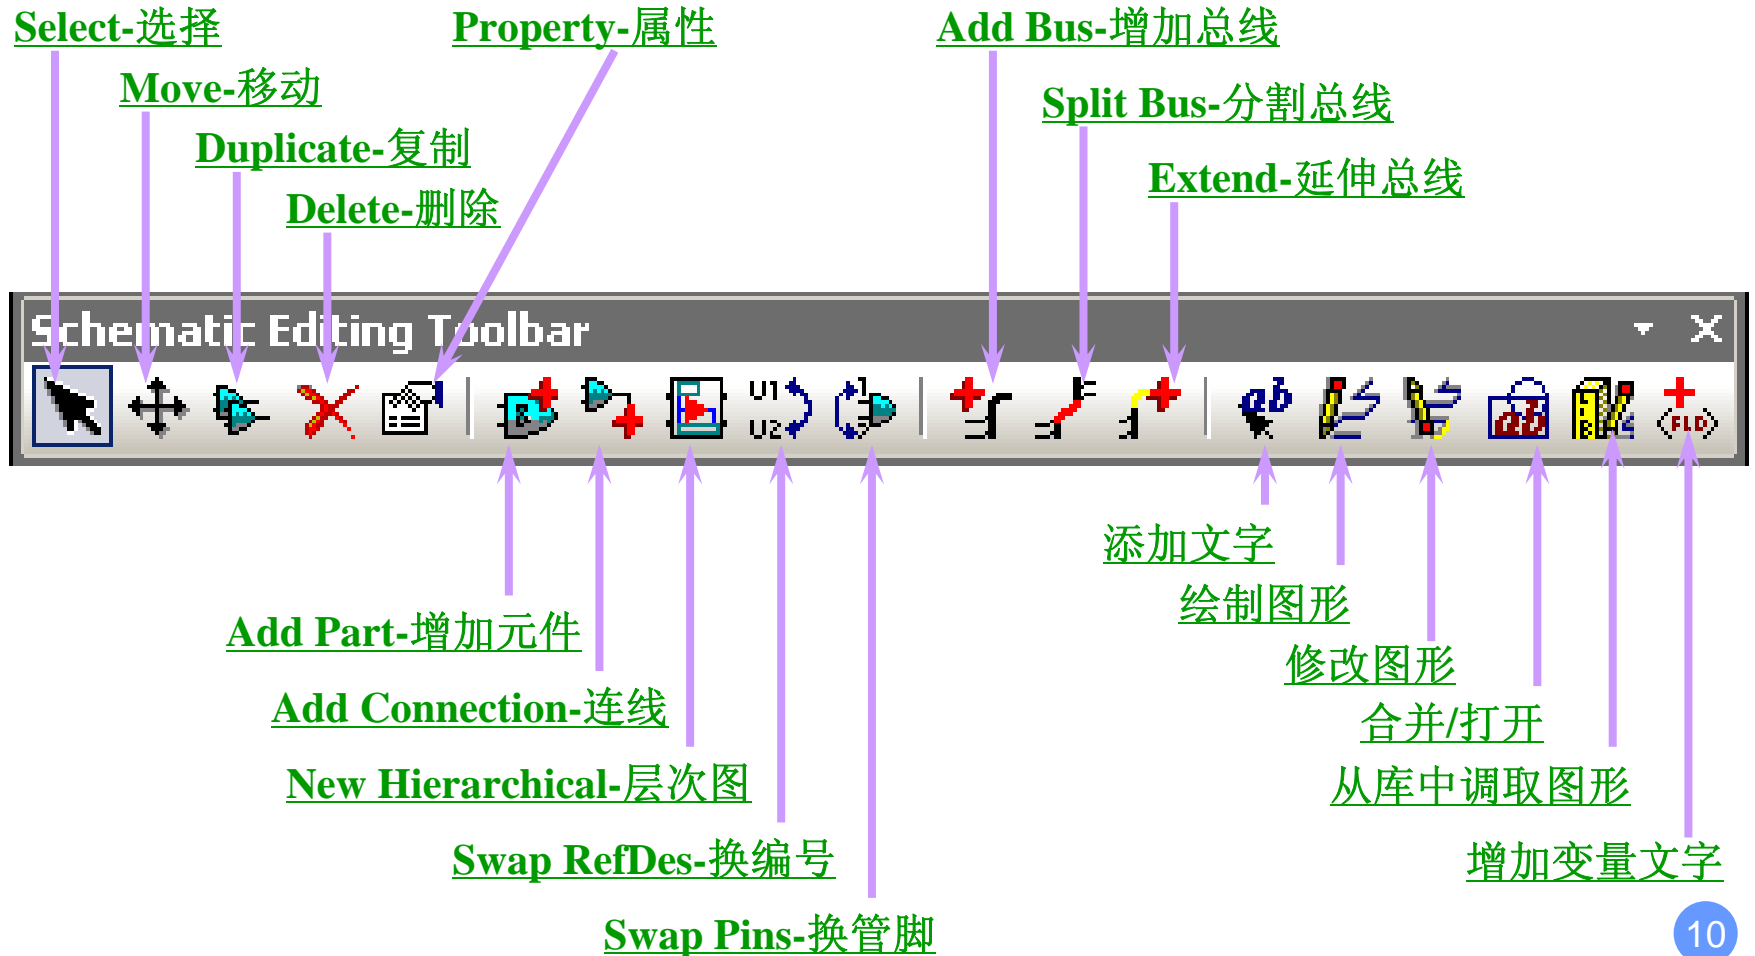 Select-选择
Property-属性
Add Bus-增加总线
Move-移动
Split Bus-分割总线
Duplicate-复制
Extend-延伸总线
Delete-删除
Schematic Editing Toolbar
U1
U2
ab
FLD
添加文字
绘制图形
Add Part-增加元件
修改图形
Add Connection-连线
合并/打开
New Hierarchical-层次图
从库中调取图形
Swap RefDes-换编号
增加变量文字
Swap Pins-换管脚
10